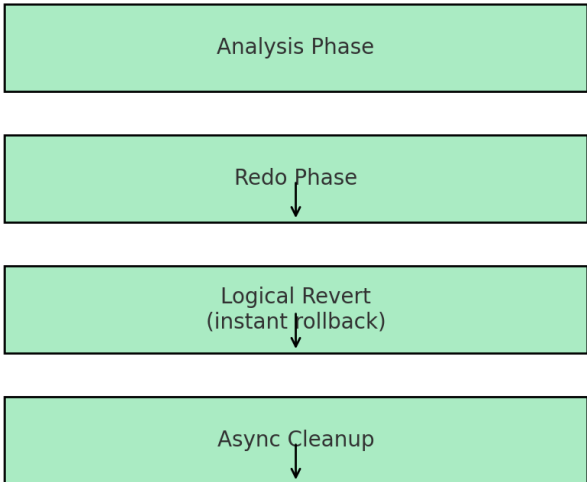 Analysis Phase
Redo Phase
Logical Revert
(instant rollback)
Async Cleanup